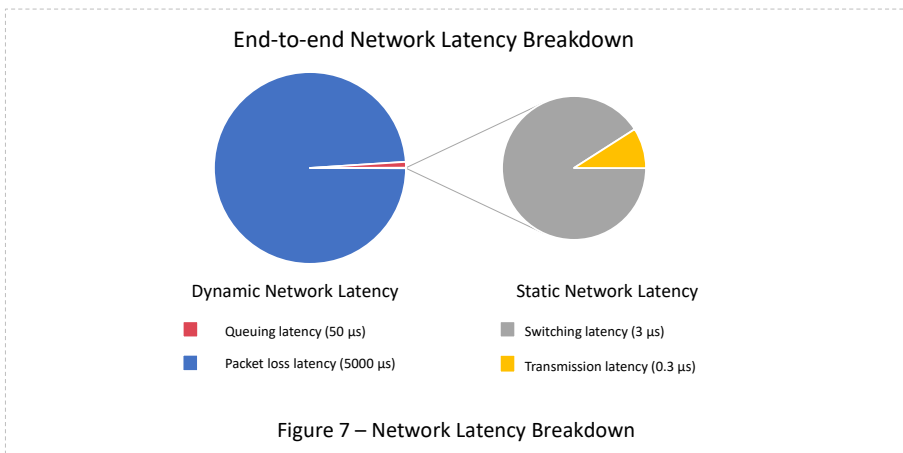 End-to-end Network Latency Breakdown
Dynamic Network Latency
Queuing latency (50 μs)
Packet loss latency (5000 μs)
Static Network Latency
Switching latency (3 μs)
Transmission latency (0.3 μs)
Figure 7 – Network Latency Breakdown